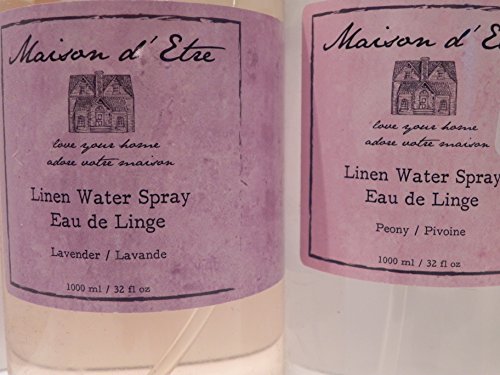 Maison d' Etre
love your home
adore votre maison
Linen Water Spray
Eau de Linge
Lavender / Lavande
1000 ml / 32 fl oz
Maison d' E
love your home
adore votre maison
Linen Water Spray
Eau de Linge
Peony / Pivoine
1000 ml / 32 fl oz